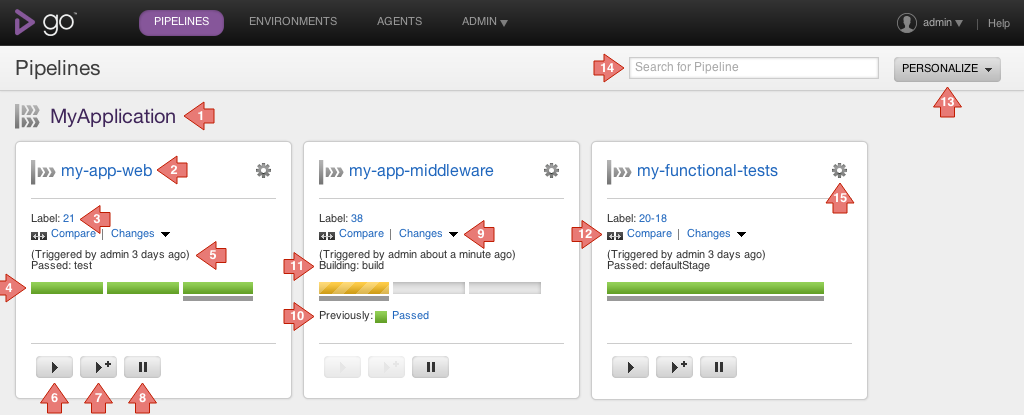 go™
PIPELINES ENVIRONMENTS AGENTS ADMIN admin | Help
Pipelines 14 Search for Pipeline PERSONALIZE
13
MyApplication 1
my-app-web 2
Label: 21 3
Compare | Changes
(Triggered by admin 3 days ago) 5
Passed: test
4
6 7 8
my-app-middleware
Label: 38
Compare | Changes 9
(Triggered by admin about a minute ago)
11 Building: build
10 Previously: Passed
my-functional-tests
15
Label: 20-18
12 Compare | Changes
(Triggered by admin 3 days ago)
Passed: defaultStage